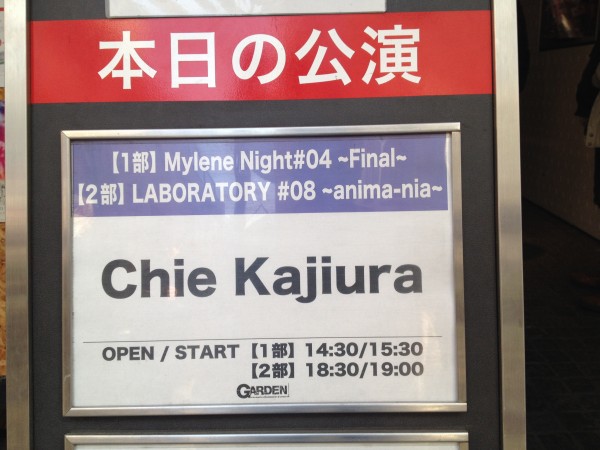 本日の公演
【1部】Mylene Night#04 ~Final~
【2部】LABORATORY #08 ~anima-nia~
Chie Kajiura
OPEN / START 【1部】14:30/15:30
【2部】18:30/19:00
GARDEN